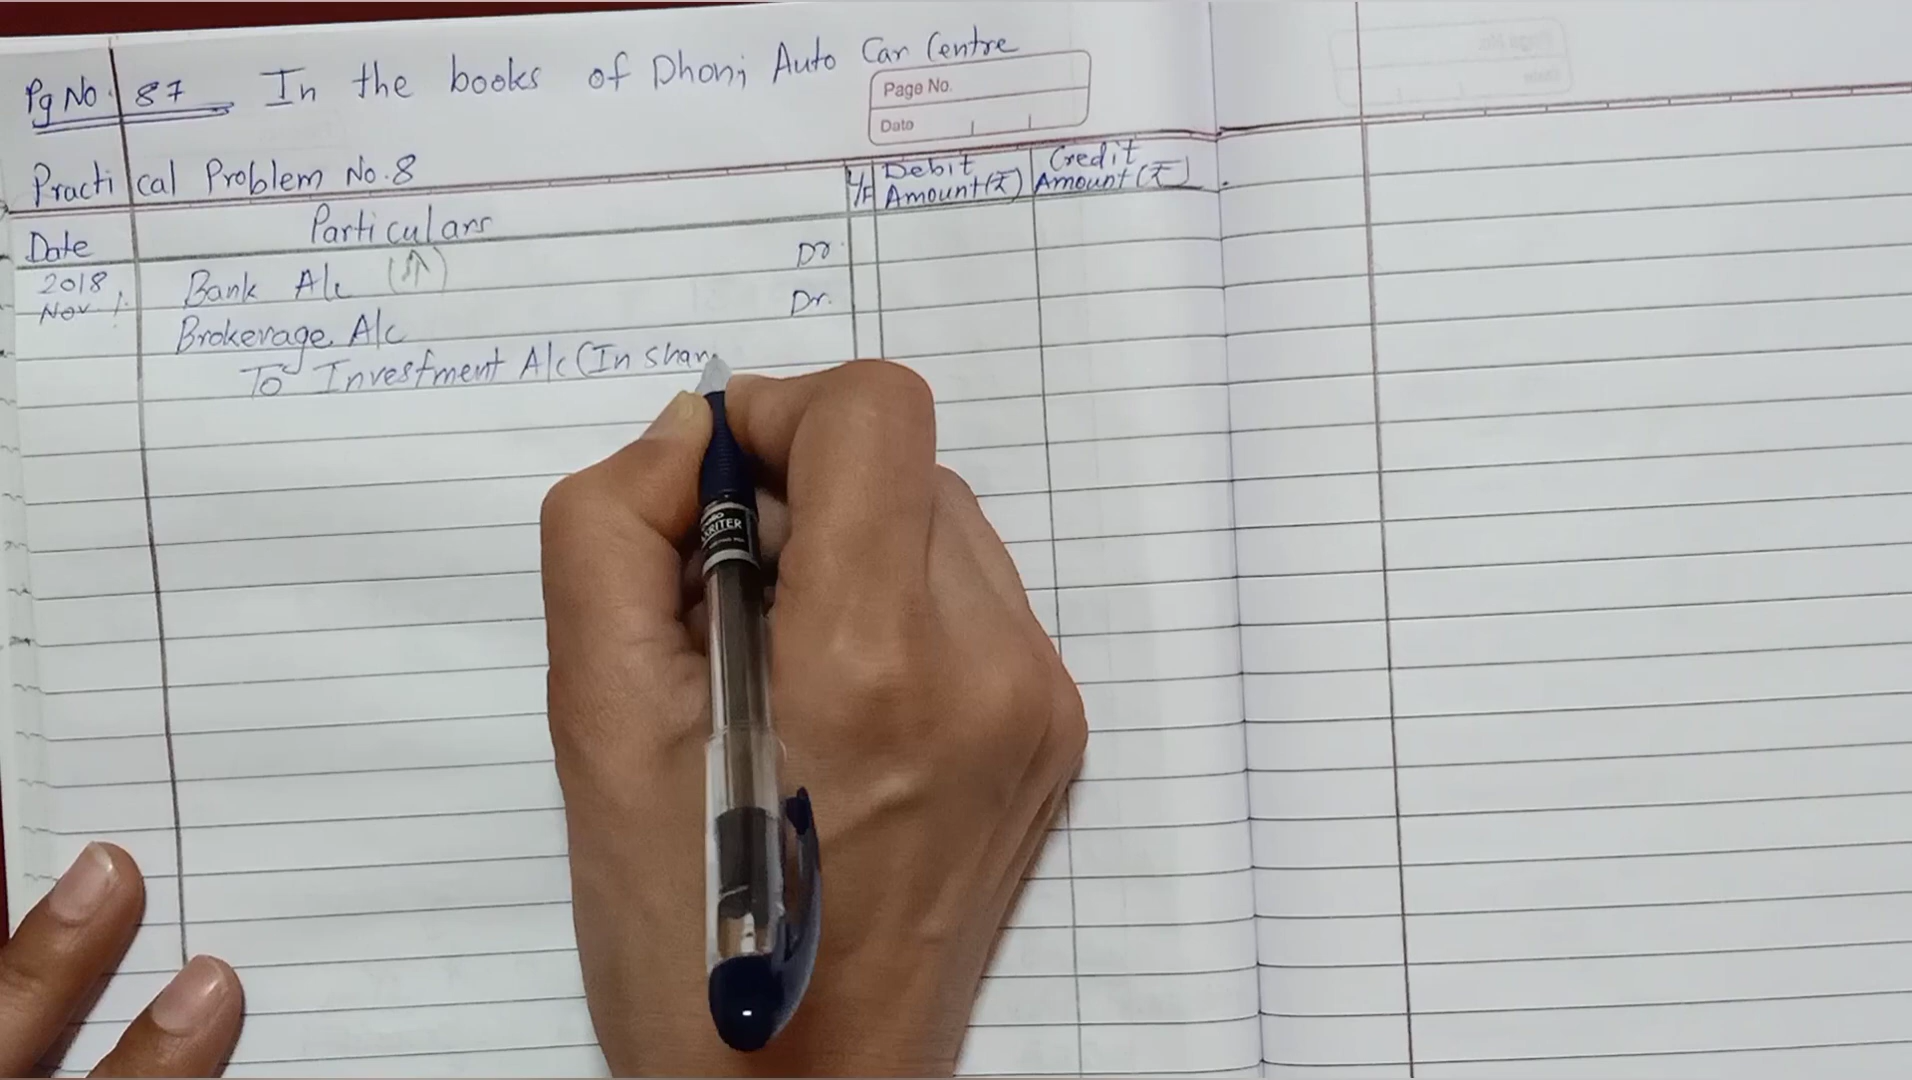 Pg No. 87 In the books of Dhoni Auto Car Centre
Page No.
Date
Practical Problem No. 8
Date Particulars L/F Debit Amount (₹) Credit Amount (₹)
2018 Nov 1. Bank A/c (↑) Dr
Brokerage A/c Dr.
To Investment A/c (In shar
WRITER